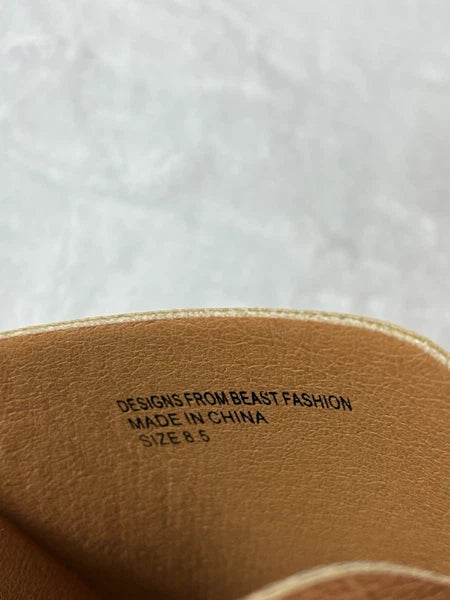 DESIGNS FROM BEAST FASHION
MADE IN CHINA
SIZE 8.5